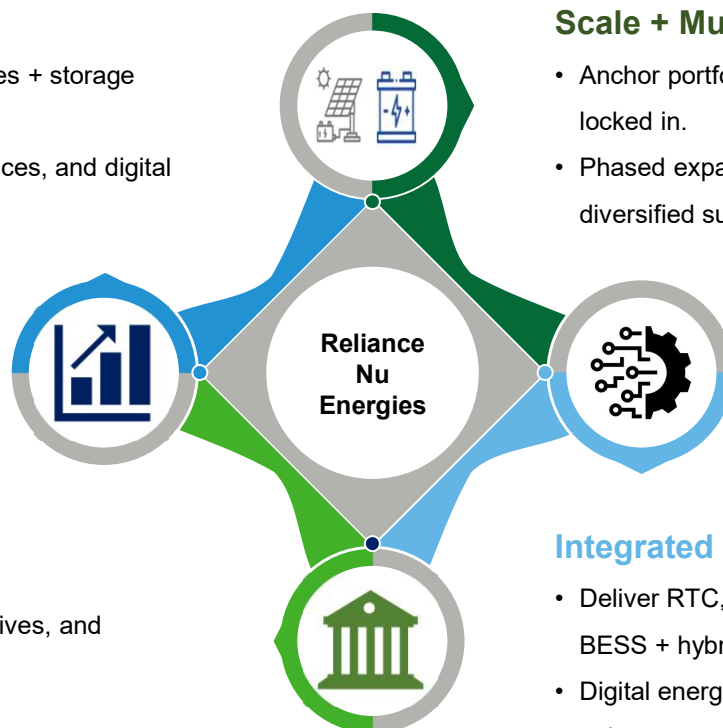 es + storage
ces, and digital
Scale + Mu
• Anchor portfo
locked in.
• Phased expa
diversified su
Reliance
Nu
Energies
ives, and
Integrated
• Deliver RTC,
BESS + hybr
• Digital energ